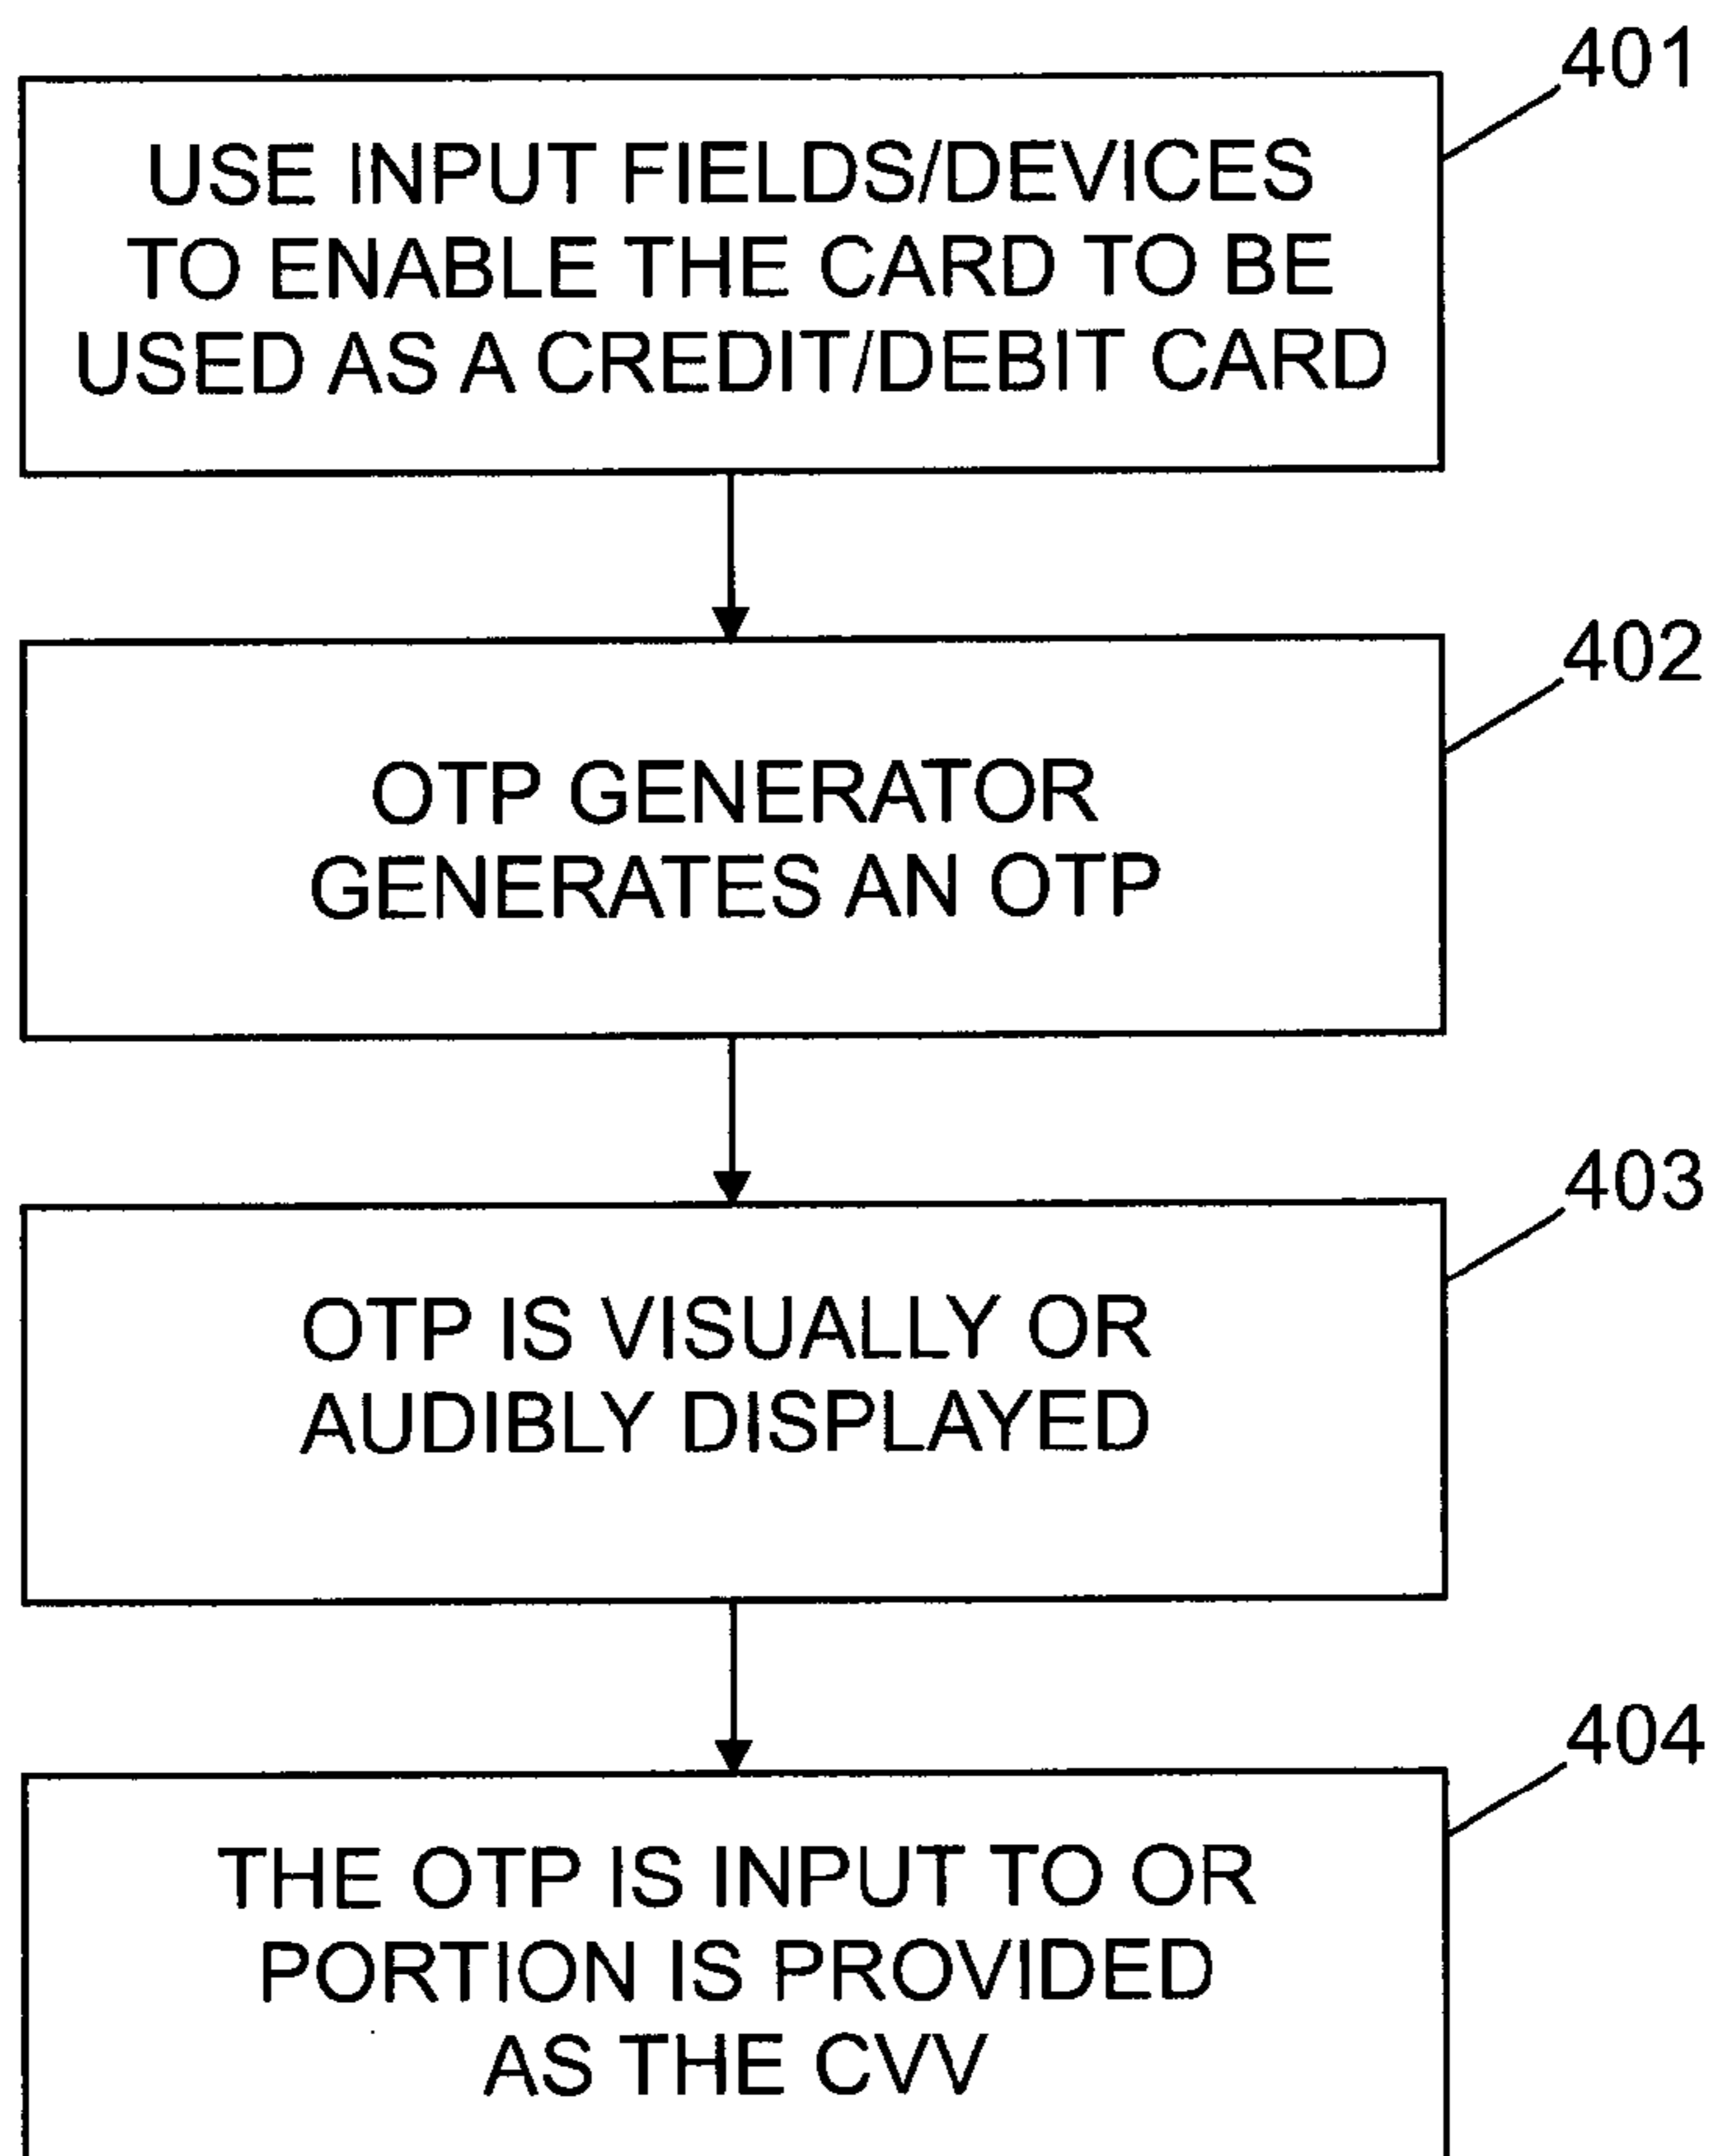 401
USE INPUT FIELDS/DEVICES
TO ENABLE THE CARD TO BE
USED AS A CREDIT/DEBIT CARD
402
OTP GENERATOR
GENERATES AN OTP
403
OTP IS VISUALLY OR
AUDIBLY DISPLAYED
404
THE OTP IS INPUT TO OR
PORTION IS PROVIDED
AS THE CVV